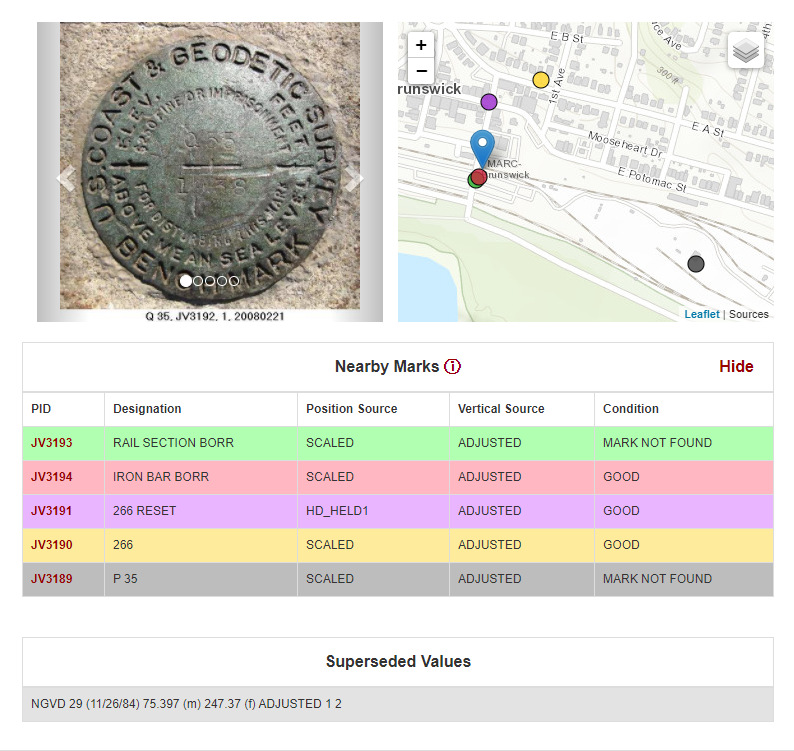 U.S. COAST & GEODETIC SURVEY
ELEV. FEET
$250 FINE OR IMPRISONMENT
Q 35
FOR DISTURBING THIS MARK
ABOVE MEAN SEA LEVEL
BENCH MARK
Q 35, JV3192, 1, 20080221
+
−
E B St
1st Ave
300 ft
4th
runswick
E A St
Mooseheart Dr
E Potomac St
MARC-
runswick
Leaflet | Sources
Nearby Marks ⓘ Hide
PID Designation Position Source Vertical Source Condition
JV3193 RAIL SECTION BORR SCALED ADJUSTED MARK NOT FOUND
JV3194 IRON BAR BORR SCALED ADJUSTED GOOD
JV3191 266 RESET HD_HELD1 ADJUSTED GOOD
JV3190 266 SCALED ADJUSTED GOOD
JV3189 P 35 SCALED ADJUSTED MARK NOT FOUND
Superseded Values
NGVD 29 (11/26/84) 75.397 (m) 247.37 (f) ADJUSTED 1 2